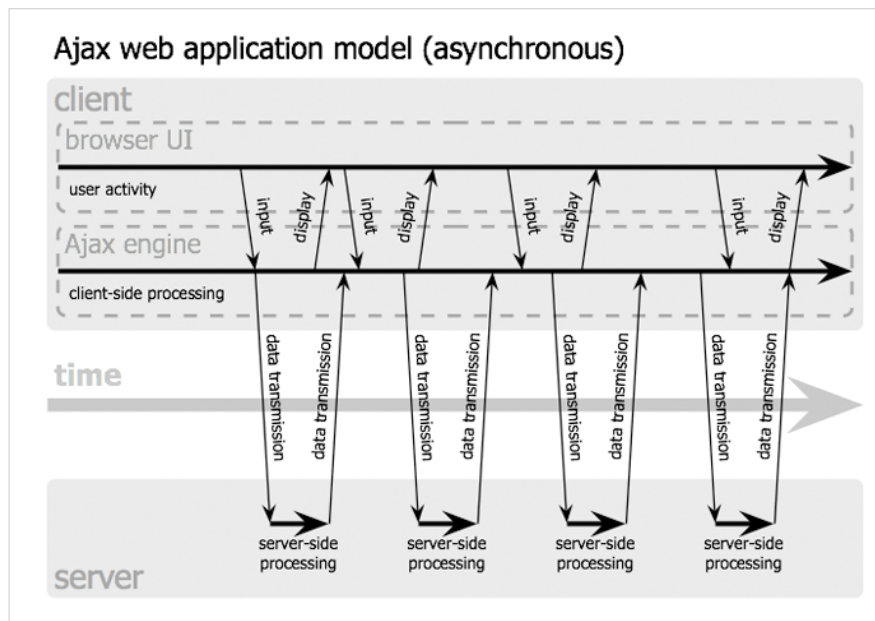 Ajax web application model (asynchronous)
client
browser UI
user activity
input
display
input
display
input
display
input
display
Ajax engine
client-side processing
data transmission
data transmission
data transmission
data transmission
data transmission
data transmission
data transmission
data transmission
time
server-side
processing
server-side
processing
server-side
processing
server-side
processing
server